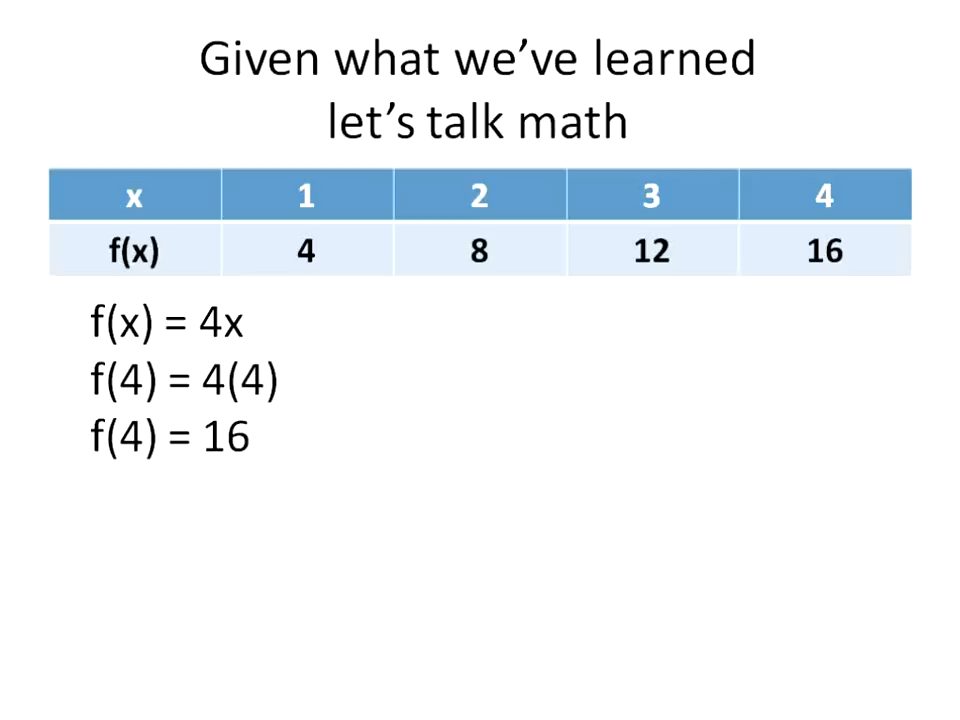 Given what we’ve learned
let’s talk math
x 1 2 3 4
f(x) 4 8 12 16
f(x) = 4x
f(4) = 4(4)
f(4) = 16